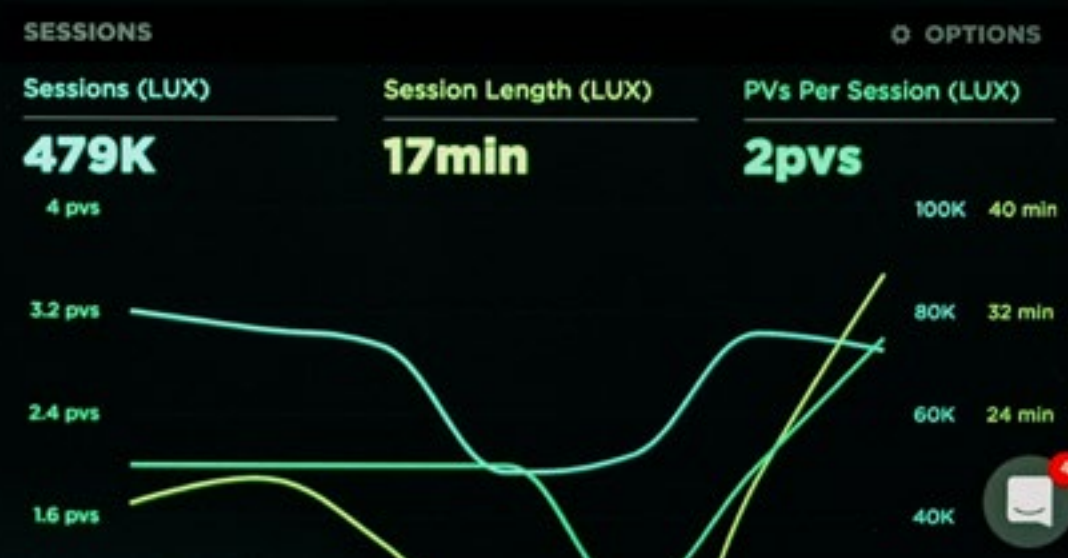 SESSIONS
OPTIONS
Sessions (LUX)
Session Length (LUX)
PVs Per Session (LUX)
479K
17min
2pvs
4 pvs
100K
40 min
3.2 pvs
80K
32 min
2.4 pvs
60K
24 min
1.6 pvs
40K